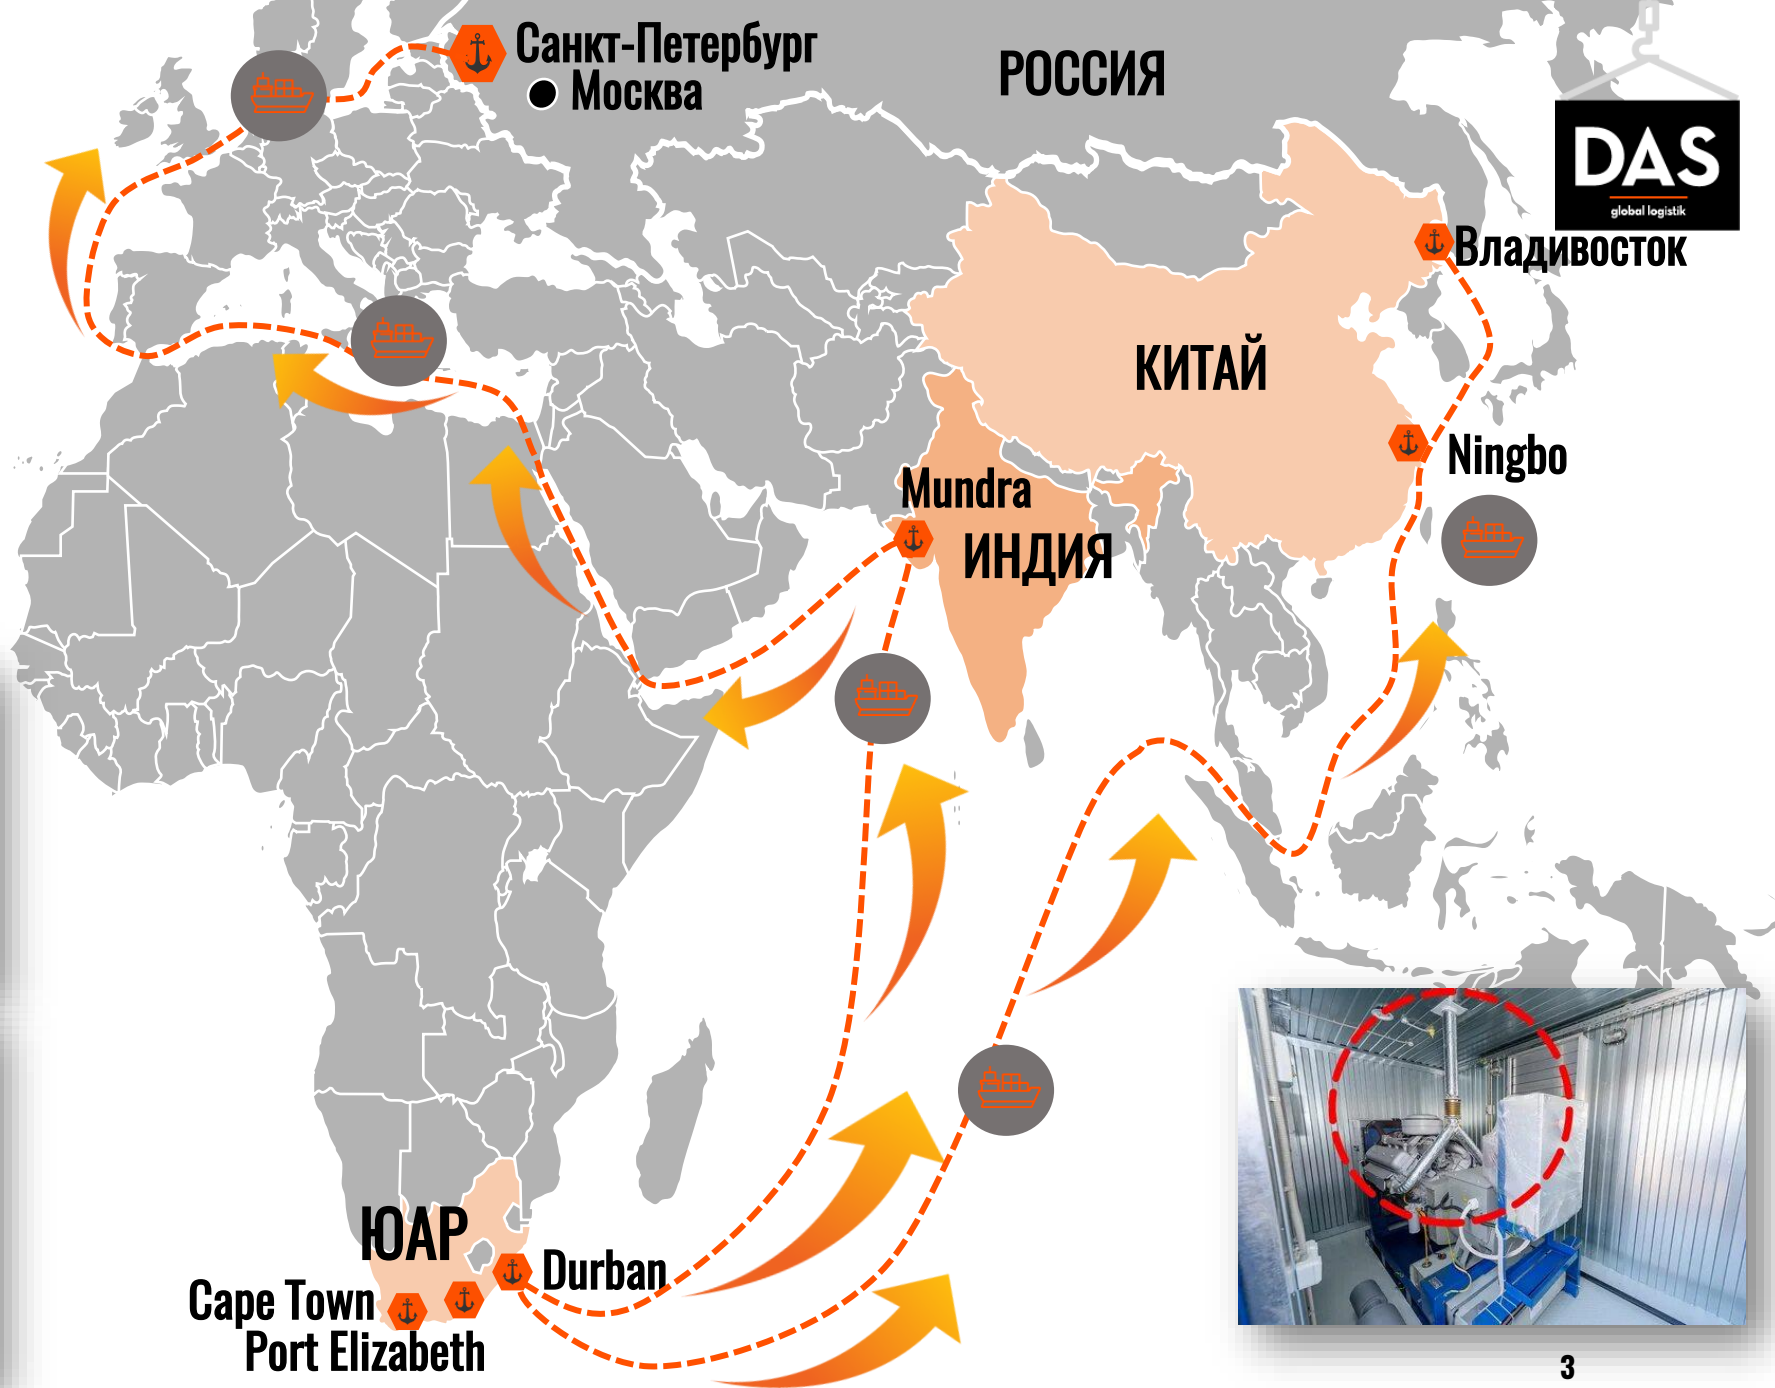 Санкт-Петербург
Москва
РОССИЯ
DAS
global logistik
Владивосток
КИТАЙ
Ningbo
Mundra
ИНДИЯ
ЮАР
Durban
Cape Town
Port Elizabeth
3